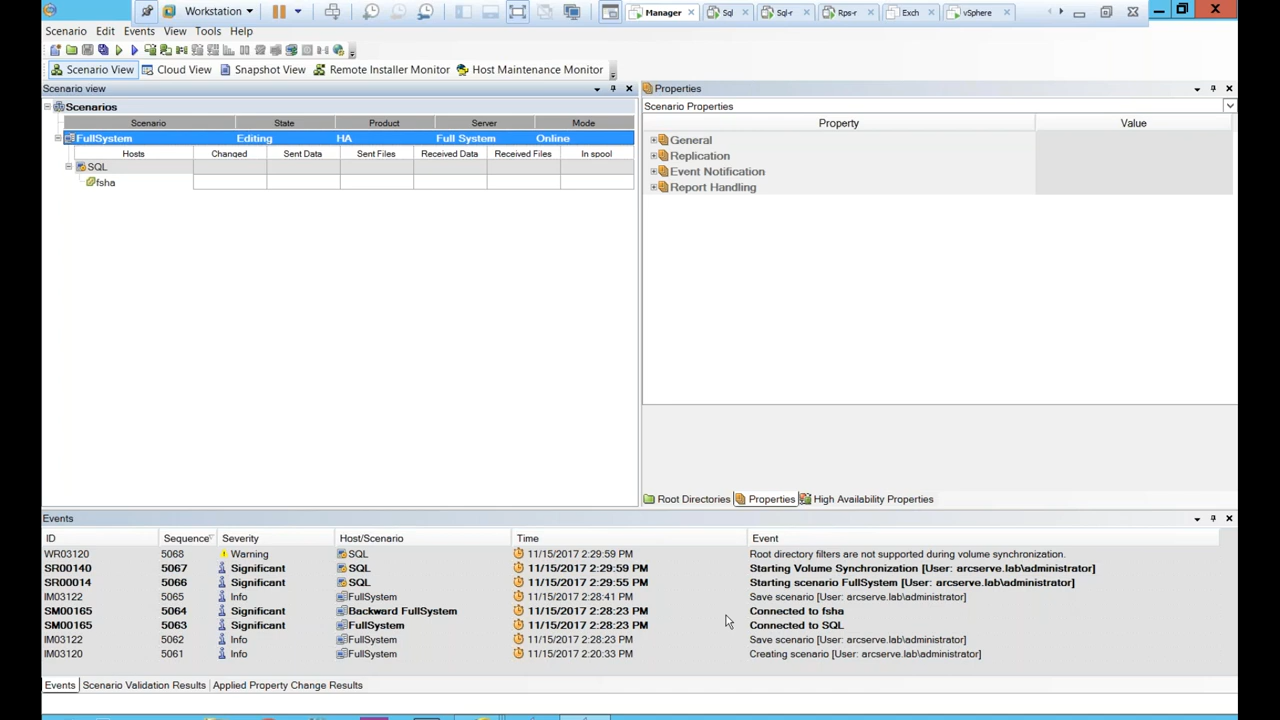 Workstation
Manager
Sql
Sql-r
Rps-r
Exch
vSphere
Scenario Edit Events View Tools Help
Scenario View Cloud View Snapshot View Remote Installer Monitor Host Maintenance Monitor
Scenario view
Scenarios
Scenario State Product Server Mode
FullSystem Editing HA Full System Online
Hosts Changed Sent Data Sent Files Received Data Received Files In spool
SQL
fsha
Properties
Scenario Properties
Property Value
General
Replication
Event Notification
Report Handling
Root Directories Properties High Availability Properties
Events
ID Sequence Severity Host/Scenario Time Event
WR03120 5068 Warning SQL 11/15/2017 2:29:59 PM Root directory filters are not supported during volume synchronization.
SR00140 5067 Significant SQL 11/15/2017 2:29:59 PM Starting Volume Synchronization [User: arcserve.lab\administrator]
SR00014 5066 Significant SQL 11/15/2017 2:29:55 PM Starting scenario FullSystem [User: arcserve.lab\administrator]
IM03122 5065 Info FullSystem 11/15/2017 2:28:41 PM Save scenario [User: arcserve.lab\administrator]
SM00165 5064 Significant Backward FullSystem 11/15/2017 2:28:23 PM Connected to fsha
SM00165 5063 Significant FullSystem 11/15/2017 2:28:23 PM Connected to SQL
IM03122 5062 Info FullSystem 11/15/2017 2:28:23 PM Save scenario [User: arcserve.lab\administrator]
IM03120 5061 Info FullSystem 11/15/2017 2:20:33 PM Creating scenario [User: arcserve.lab\administrator]
Events Scenario Validation Results Applied Property Change Results